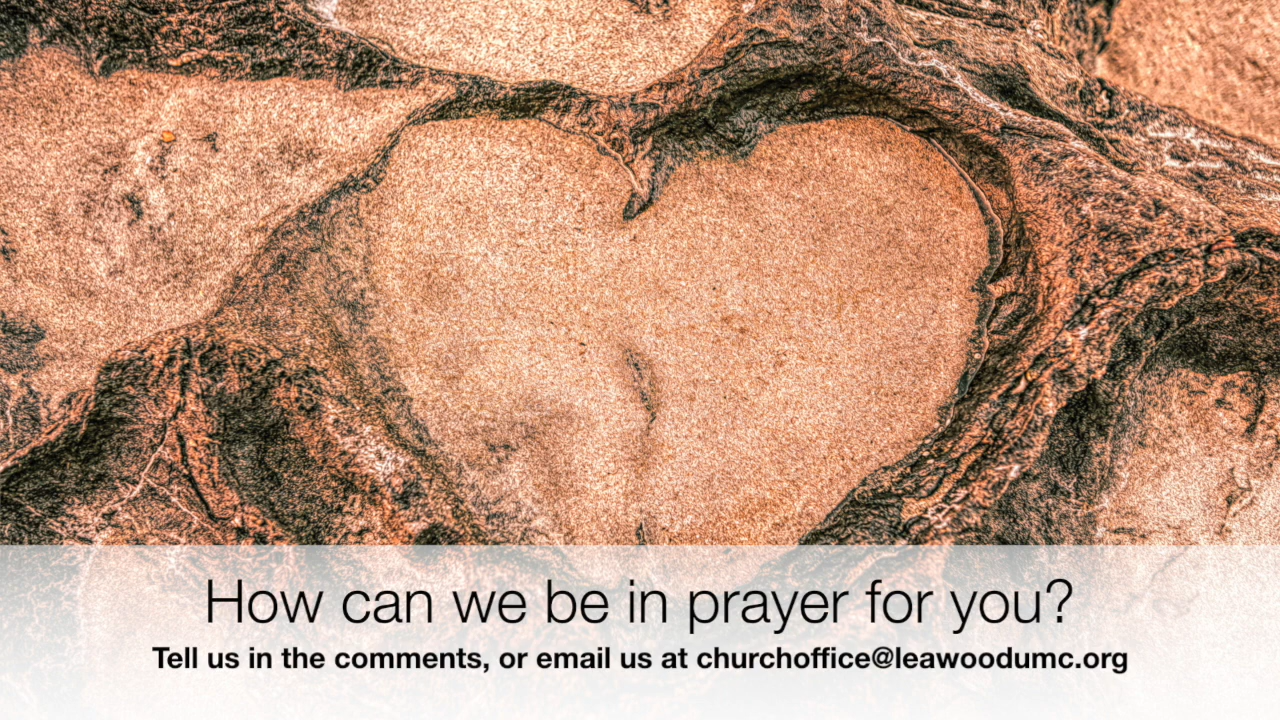 How can we be in prayer for you?
Tell us in the comments, or email us at churchoffice@leawoodumc.org